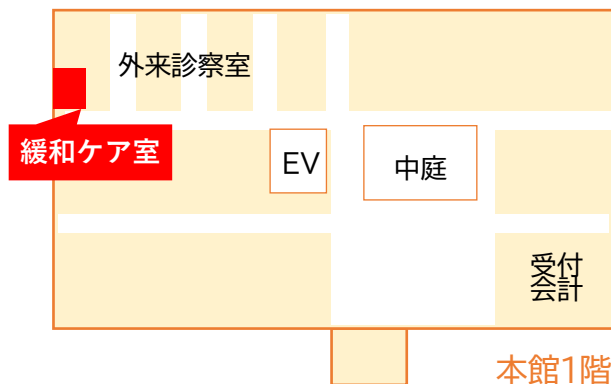 外来診察室
緩和ケア室
EV
中庭
受付
会計
本館1階